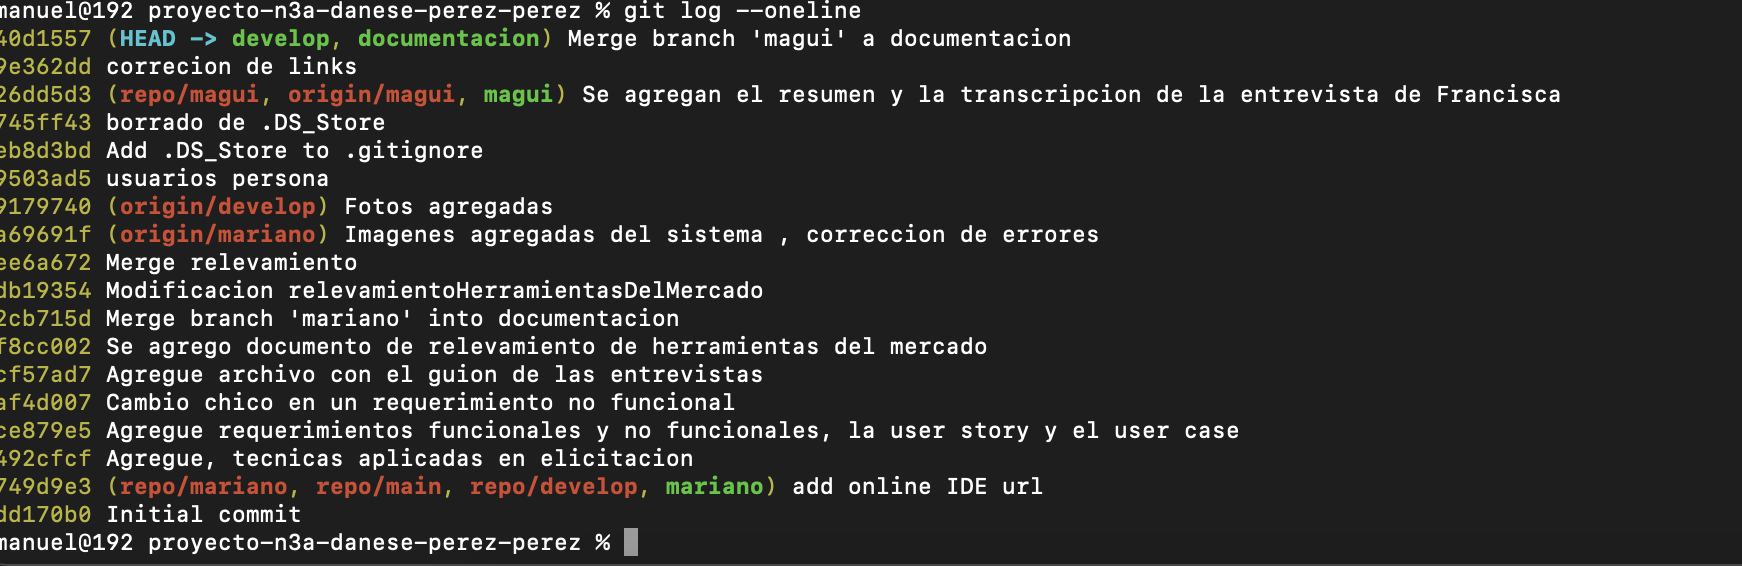 manuel@192 proyecto-n3a-danese-perez-perez % git log --oneline
40d1557 (HEAD -> develop, documentacion) Merge branch 'magui' a documentacion
9e362dd correcion de links
26dd5d3 (repo/magui, origin/magui, magui) Se agregan el resumen y la transcripcion de la entrevista de Francisca
745ff43 borrado de .DS_Store
eb8d3bd Add .DS_Store to .gitignore
9503ad5 usuarios persona
9179740 (origin/develop) Fotos agregadas
a69691f (origin/mariano) Imagenes agregadas del sistema , correccion de errores
ee6a672 Merge relevamiento
db19354 Modificacion relevamientoHerramientasDelMercado
2cb715d Merge branch 'mariano' into documentacion
f8cc002 Se agrego documento de relevamiento de herramientas del mercado
cf57ad7 Agregue archivo con el guion de las entrevistas
af4d007 Cambio chico en un requerimiento no funcional
ce879e5 Agregue requerimientos funcionales y no funcionales, la user story y el user case
492cfcf Agregue, tecnicas aplicadas en elicitacion
749d9e3 (repo/mariano, repo/main, repo/develop, mariano) add online IDE url
dd170b0 Initial commit
manuel@192 proyecto-n3a-danese-perez-perez %